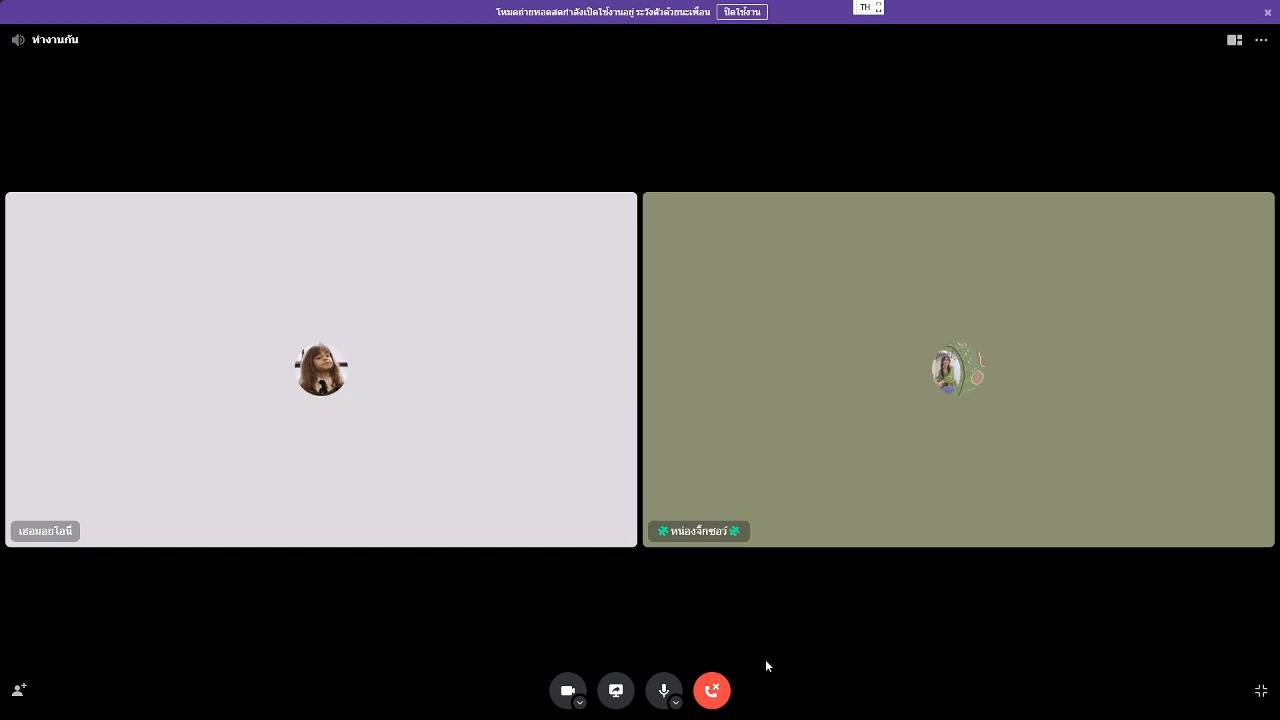 โหมดถ่ายทอดสดกำลังเปิดใช้งานอยู่ ระวังตัวด้วยนะเพื่อน ปิดใช้งาน
TH
ทำงานกัน
เฮอมอยโอนี่
หน่องจิ๊กซอว์